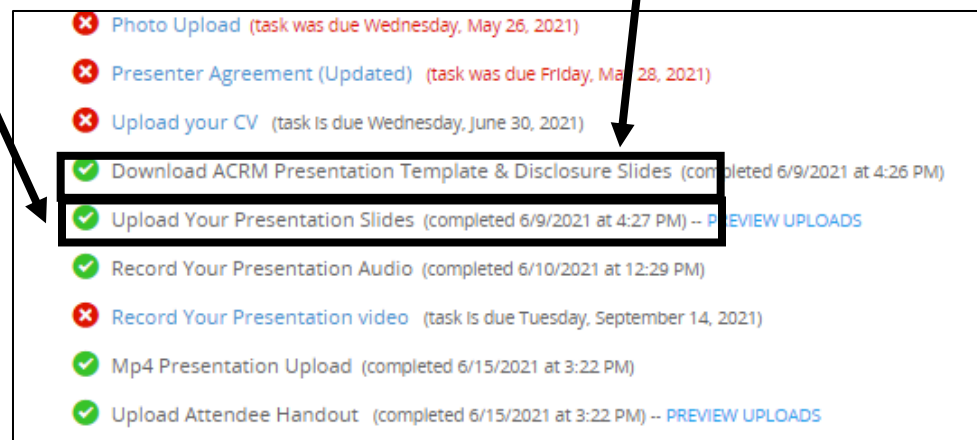 Photo Upload (task was due Wednesday, May 26, 2021)
Presenter Agreement (Updated) (task was due Friday, May 28, 2021)
Upload your CV (task is due Wednesday, June 30, 2021)
Download ACRM Presentation Template & Disclosure Slides (completed 6/9/2021 at 4:26 PM)
Upload Your Presentation Slides (completed 6/9/2021 at 4:27 PM) -- PREVIEW UPLOADS
Record Your Presentation Audio (completed 6/10/2021 at 12:29 PM)
Record Your Presentation video (task is due Tuesday, September 14, 2021)
Mp4 Presentation Upload (completed 6/15/2021 at 3:22 PM)
Upload Attendee Handout (completed 6/15/2021 at 3:22 PM) -- PREVIEW UPLOADS